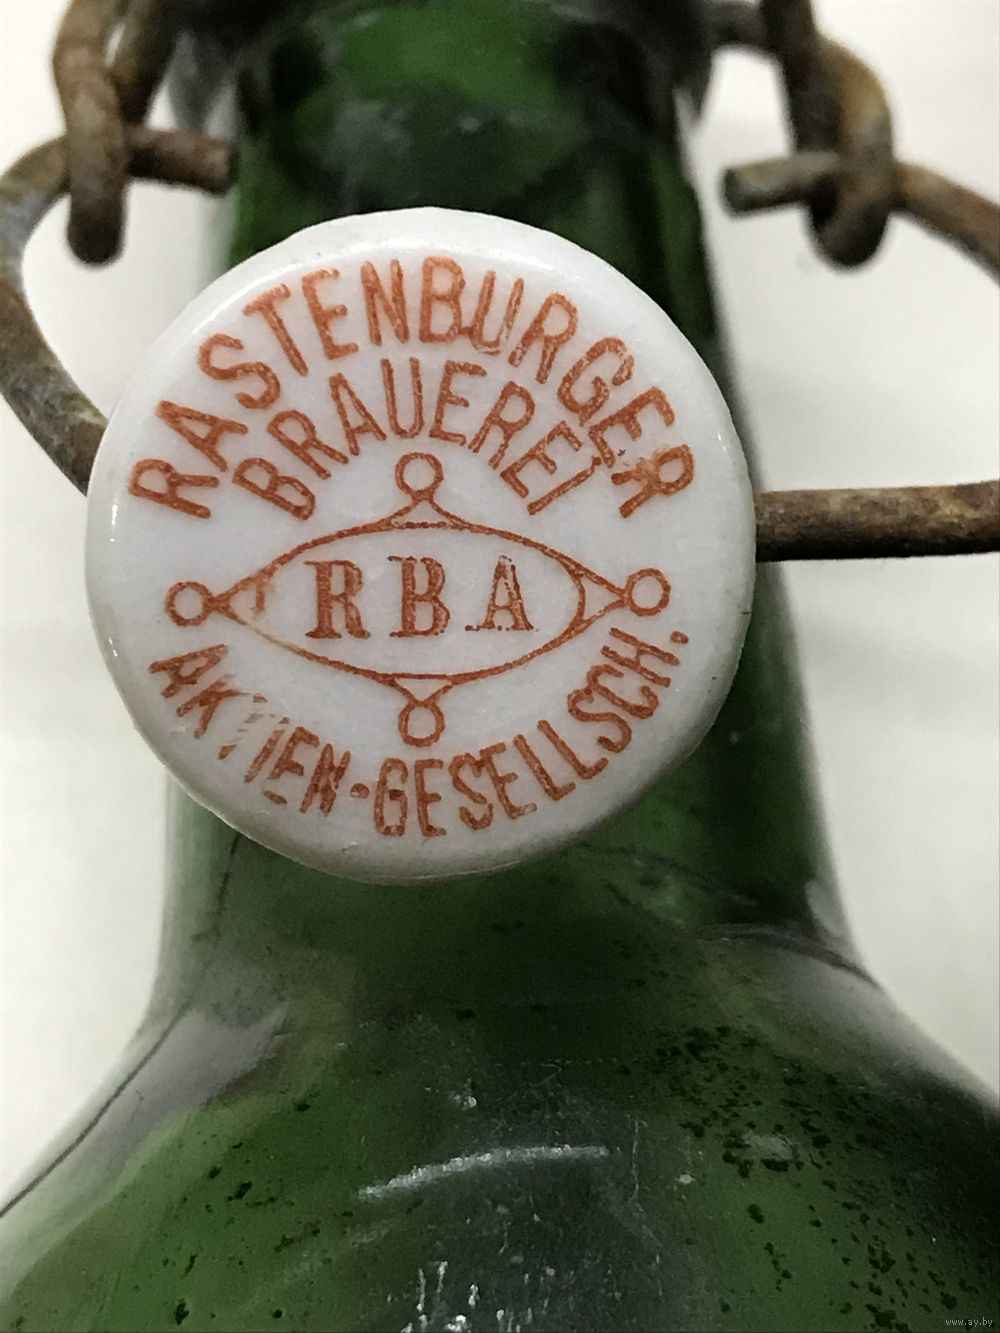 RASTENBURGER
BRAUEREI
RBA
AKTIEN-GESELLSCH.
www.ay.by